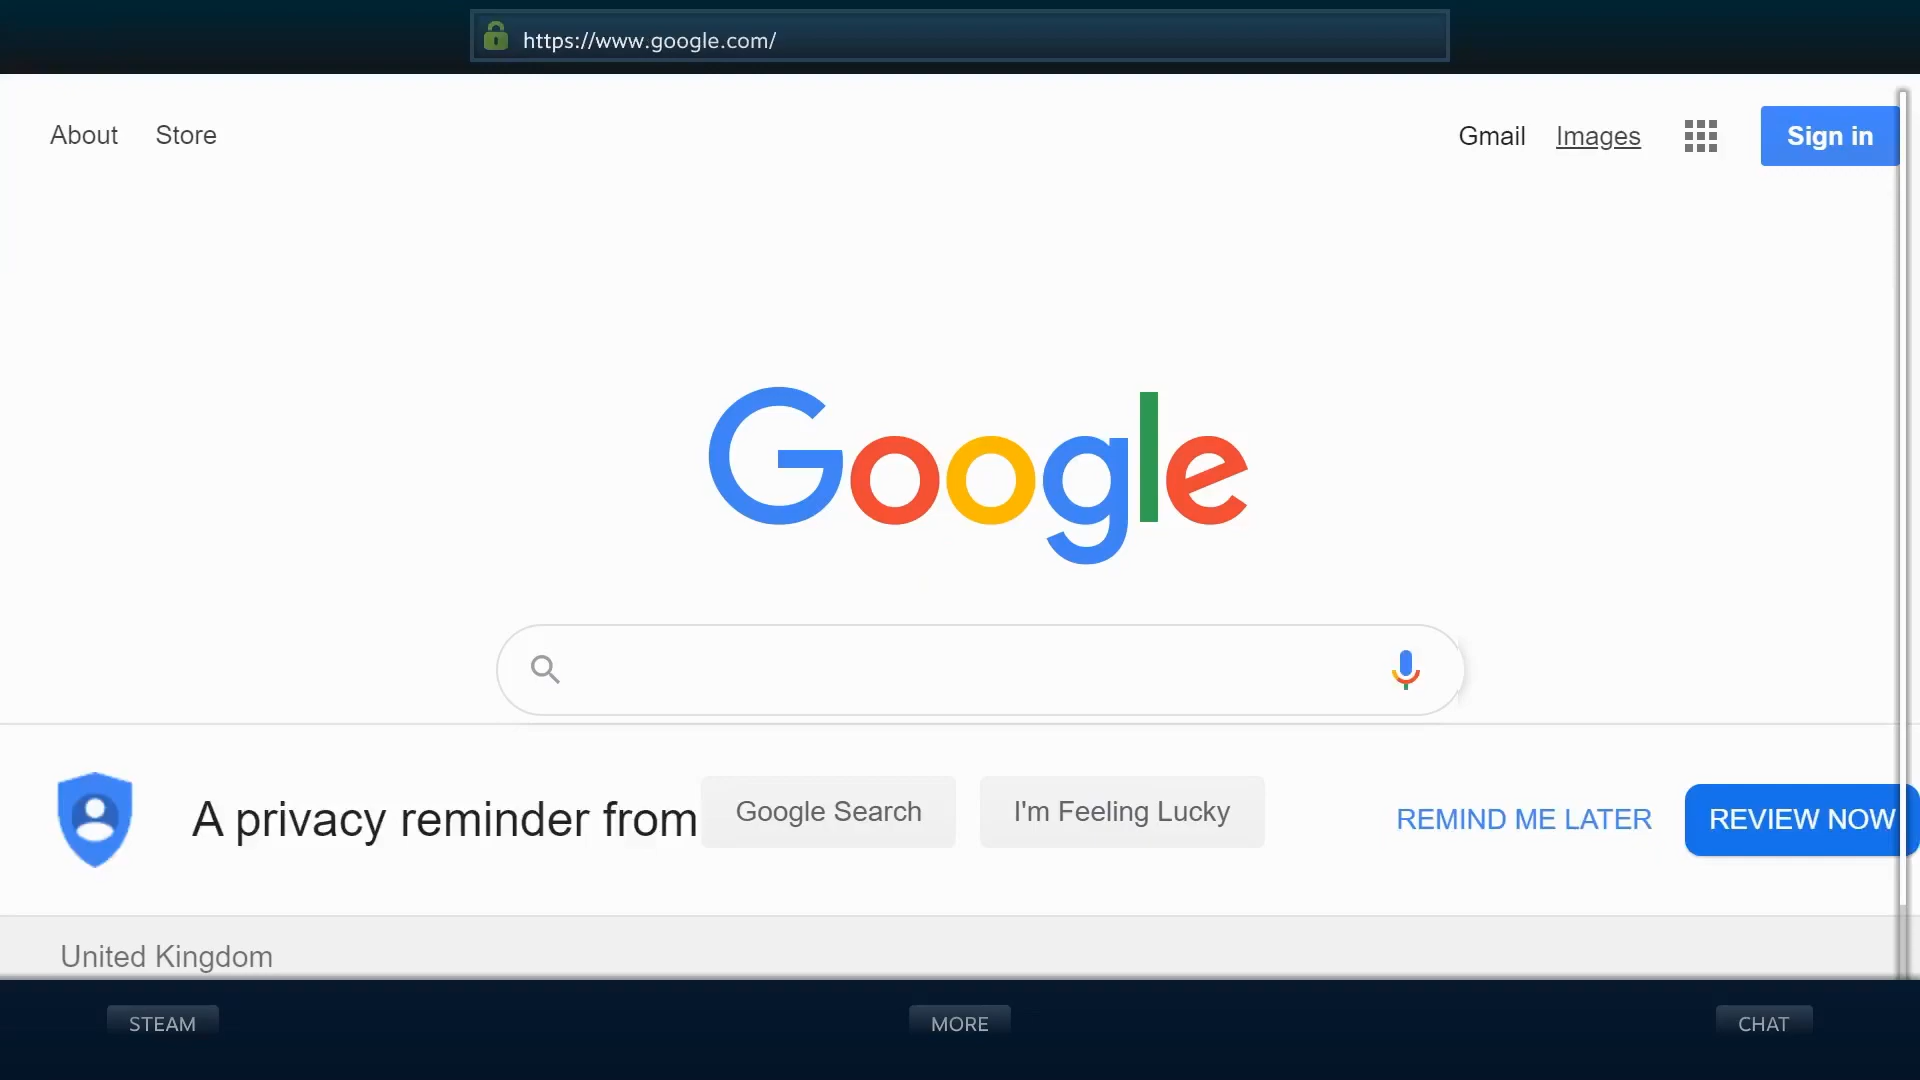 https://www.google.com/
About Store Gmail Images Sign in
Google
A privacy reminder from Google Search I'm Feeling Lucky REMIND ME LATER REVIEW NOW
United Kingdom
STEAM MORE CHAT